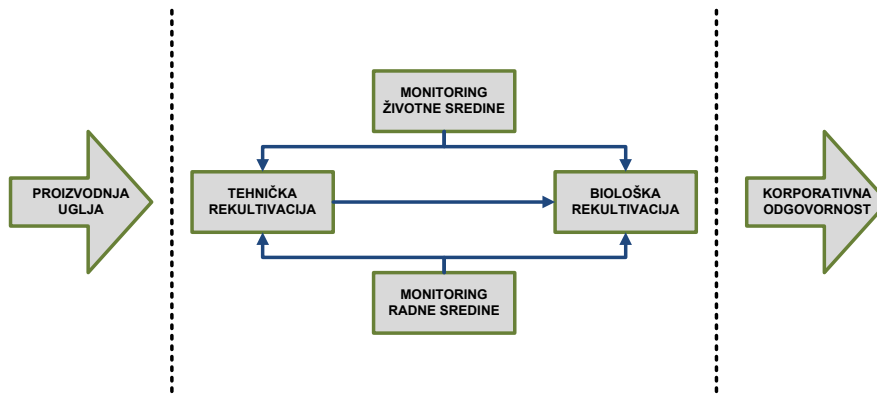 MONITORING
ŽIVOTNE SREDINE
PROIZVODNJA
UGLJA
TEHNIČKA
REKULTIVACIJA
BIOLOŠKA
REKULTIVACIJA
KORPORATIVNA
ODGOVORNOST
MONITORING
RADNE SREDINE